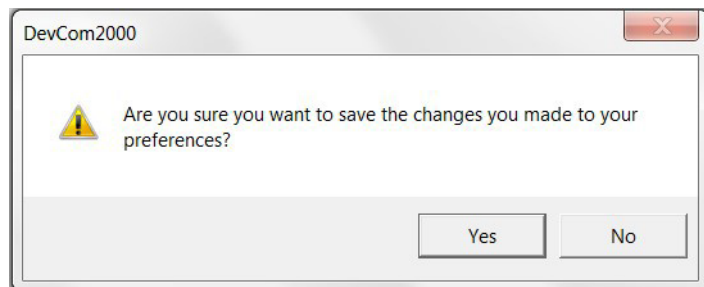 DevCom2000
Are you sure you want to save the changes you made to your
preferences?
Yes
No